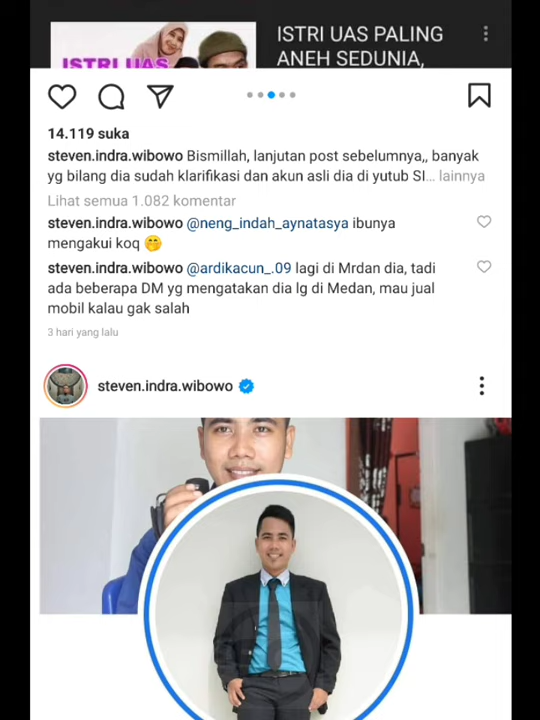 ISTRI UAS PALING
ANEH SEDUNIA,
ISTRI UAS
14.119 suka
steven.indra.wibowo Bismillah, lanjutan post sebelumnya,, banyak
yg bilang dia sudah klarifikasi dan akun asli dia di yutub SI... lainnya
Lihat semua 1.082 komentar
steven.indra.wibowo @neng_indah_aynatasya ibunya
mengakui koq 🤭
steven.indra.wibowo @ardikacun_.09 lagi di Mrdan dia, tadi
ada beberapa DM yg mengatakan dia lg di Medan, mau jual
mobil kalau gak salah
3 hari yang lalu
steven.indra.wibowo